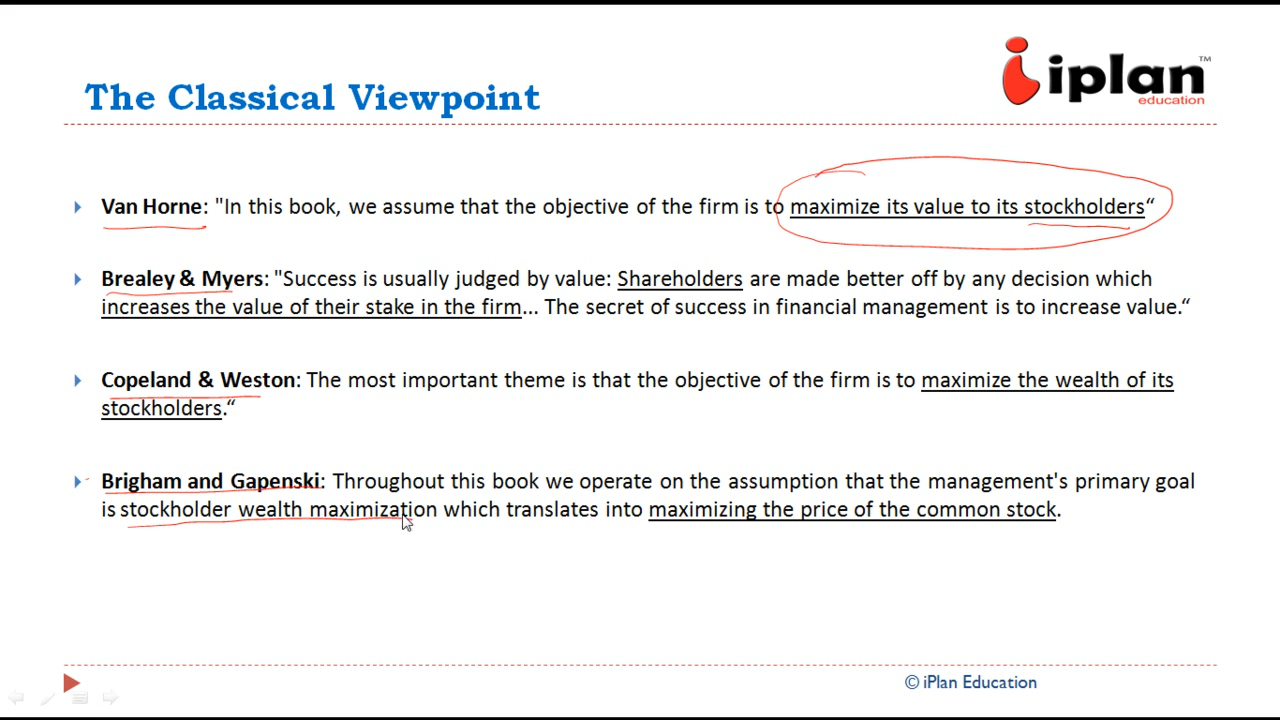 iplan™
education
The Classical Viewpoint
Van Horne: "In this book, we assume that the objective of the firm is to maximize its value to its stockholders“
Brealey & Myers: "Success is usually judged by value: Shareholders are made better off by any decision which
increases the value of their stake in the firm... The secret of success in financial management is to increase value.“
Copeland & Weston: The most important theme is that the objective of the firm is to maximize the wealth of its
stockholders.“
Brigham and Gapenski: Throughout this book we operate on the assumption that the management's primary goal
is stockholder wealth maximization which translates into maximizing the price of the common stock.
© iPlan Education